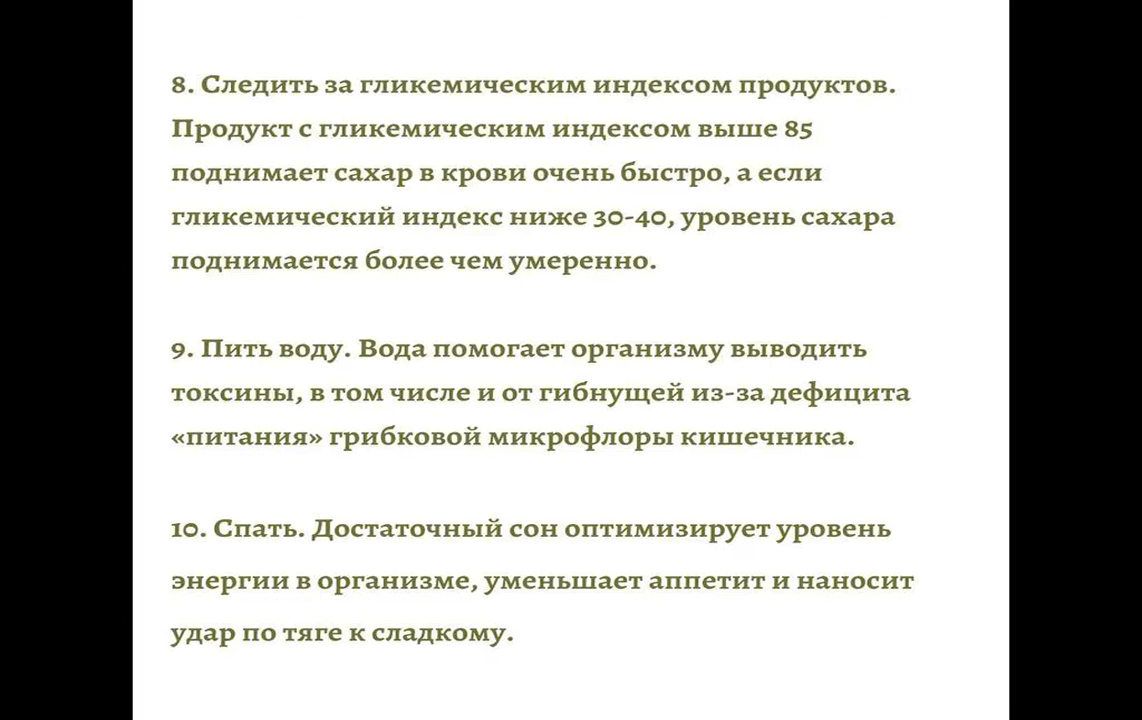 8. Следить за гликемическим индексом продуктов.
Продукт с гликемическим индексом выше 85
поднимает сахар в крови очень быстро, а если
гликемический индекс ниже 30-40, уровень сахара
поднимается более чем умеренно.
9. Пить воду. Вода помогает организму выводить
токсины, в том числе и от гибнущей из-за дефицита
«питания» грибковой микрофлоры кишечника.
10. Спать. Достаточный сон оптимизирует уровень
энергии в организме, уменьшает аппетит и наносит
удар по тяге к сладкому.